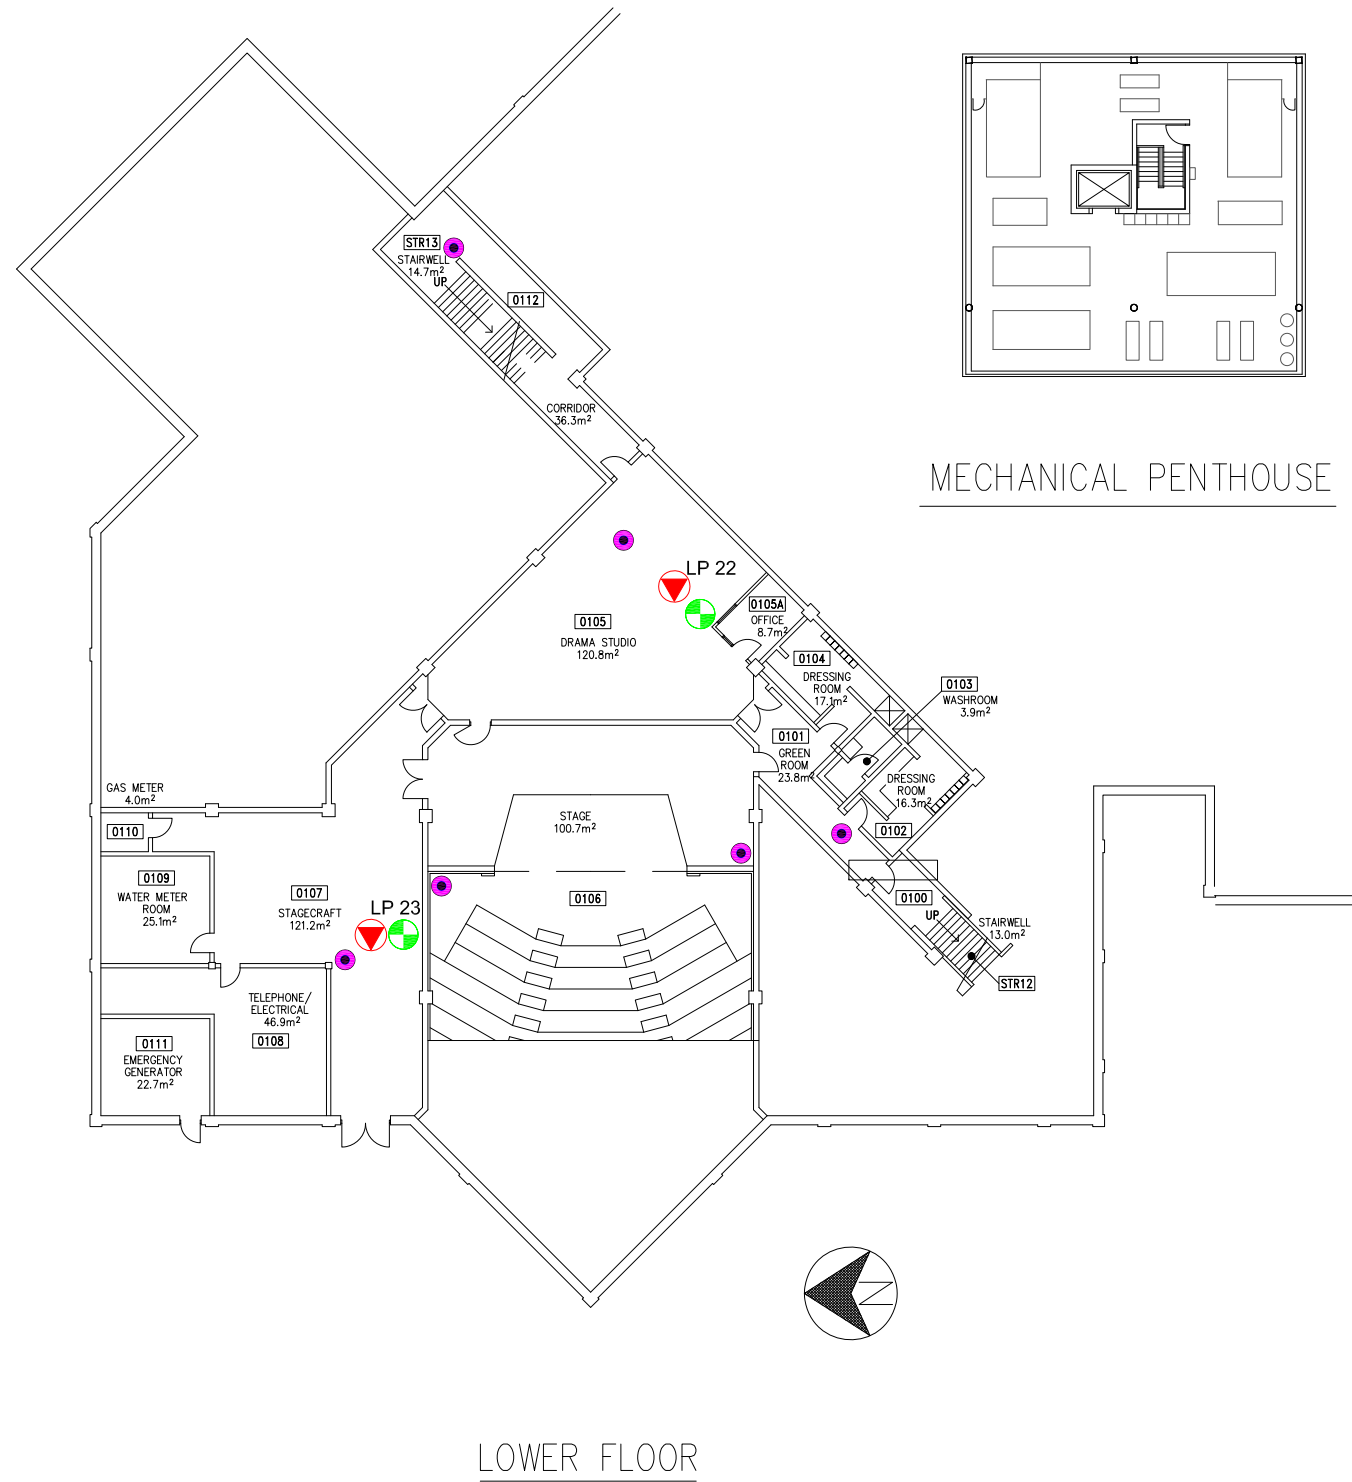 STR13
STAIRWELL
14.7m²
UP
0112
CORRIDOR
36.3m²
MECHANICAL PENTHOUSE
LP 22
0105
DRAMA STUDIO
120.8m²
0105A
OFFICE
8.7m²
0104
DRESSING
ROOM
17.1m²
0103
WASHROOM
3.9m²
0101
GREEN
ROOM
23.8m²
DRESSING
ROOM
16.3m²
0102
GAS METER
4.0m²
0110
STAGE
100.7m²
0109
WATER METER
ROOM
25.1m²
0107
STAGECRAFT
121.2m²
LP 23
0106
0100
UP
STAIRWELL
13.0m²
STR12
TELEPHONE/
ELECTRICAL
46.9m²
0108
0111
EMERGENCY
GENERATOR
22.7m²
N
LOWER FLOOR